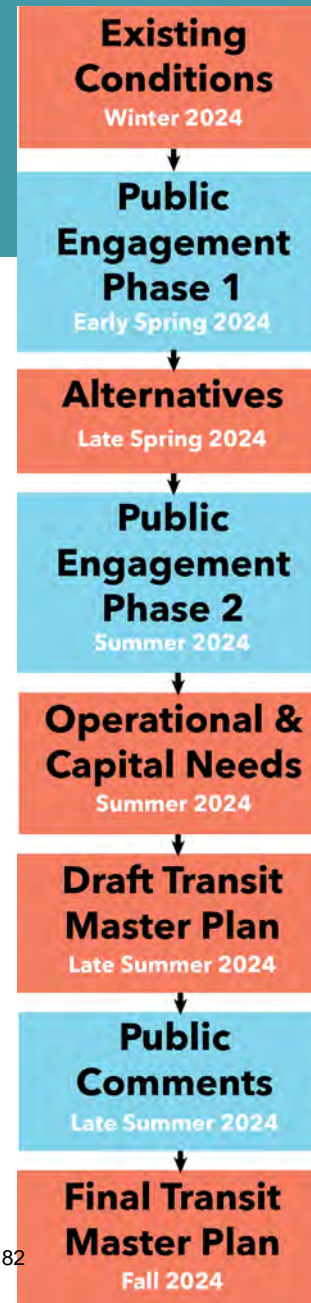 Existing
Conditions
Winter 2024
Public
Engagement
Phase 1
Early Spring 2024
Alternatives
Late Spring 2024
Public
Engagement
Phase 2
Summer 2024
Operational &
Capital Needs
Summer 2024
Draft Transit
Master Plan
Late Summer 2024
Public
Comments
Late Summer 2024
Final Transit
Master Plan
Fall 2024
82